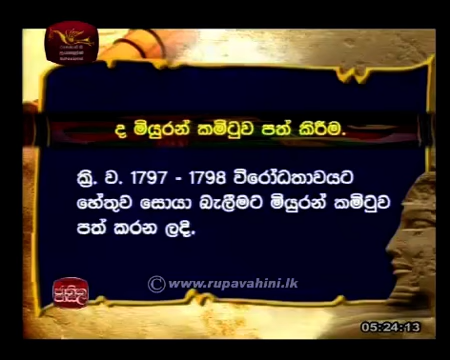 ද මියුරන් කමිටුව පත් කිරීම.
ක්‍රි. ව. 1797 - 1798 විරෝධතාවයට
හේතුව සොයා බැලීමට මියුරන් කමිටුව
පත් කරන ලදි.
ජාතික
පාසල
© www.rupavahini.lk
05:24:13